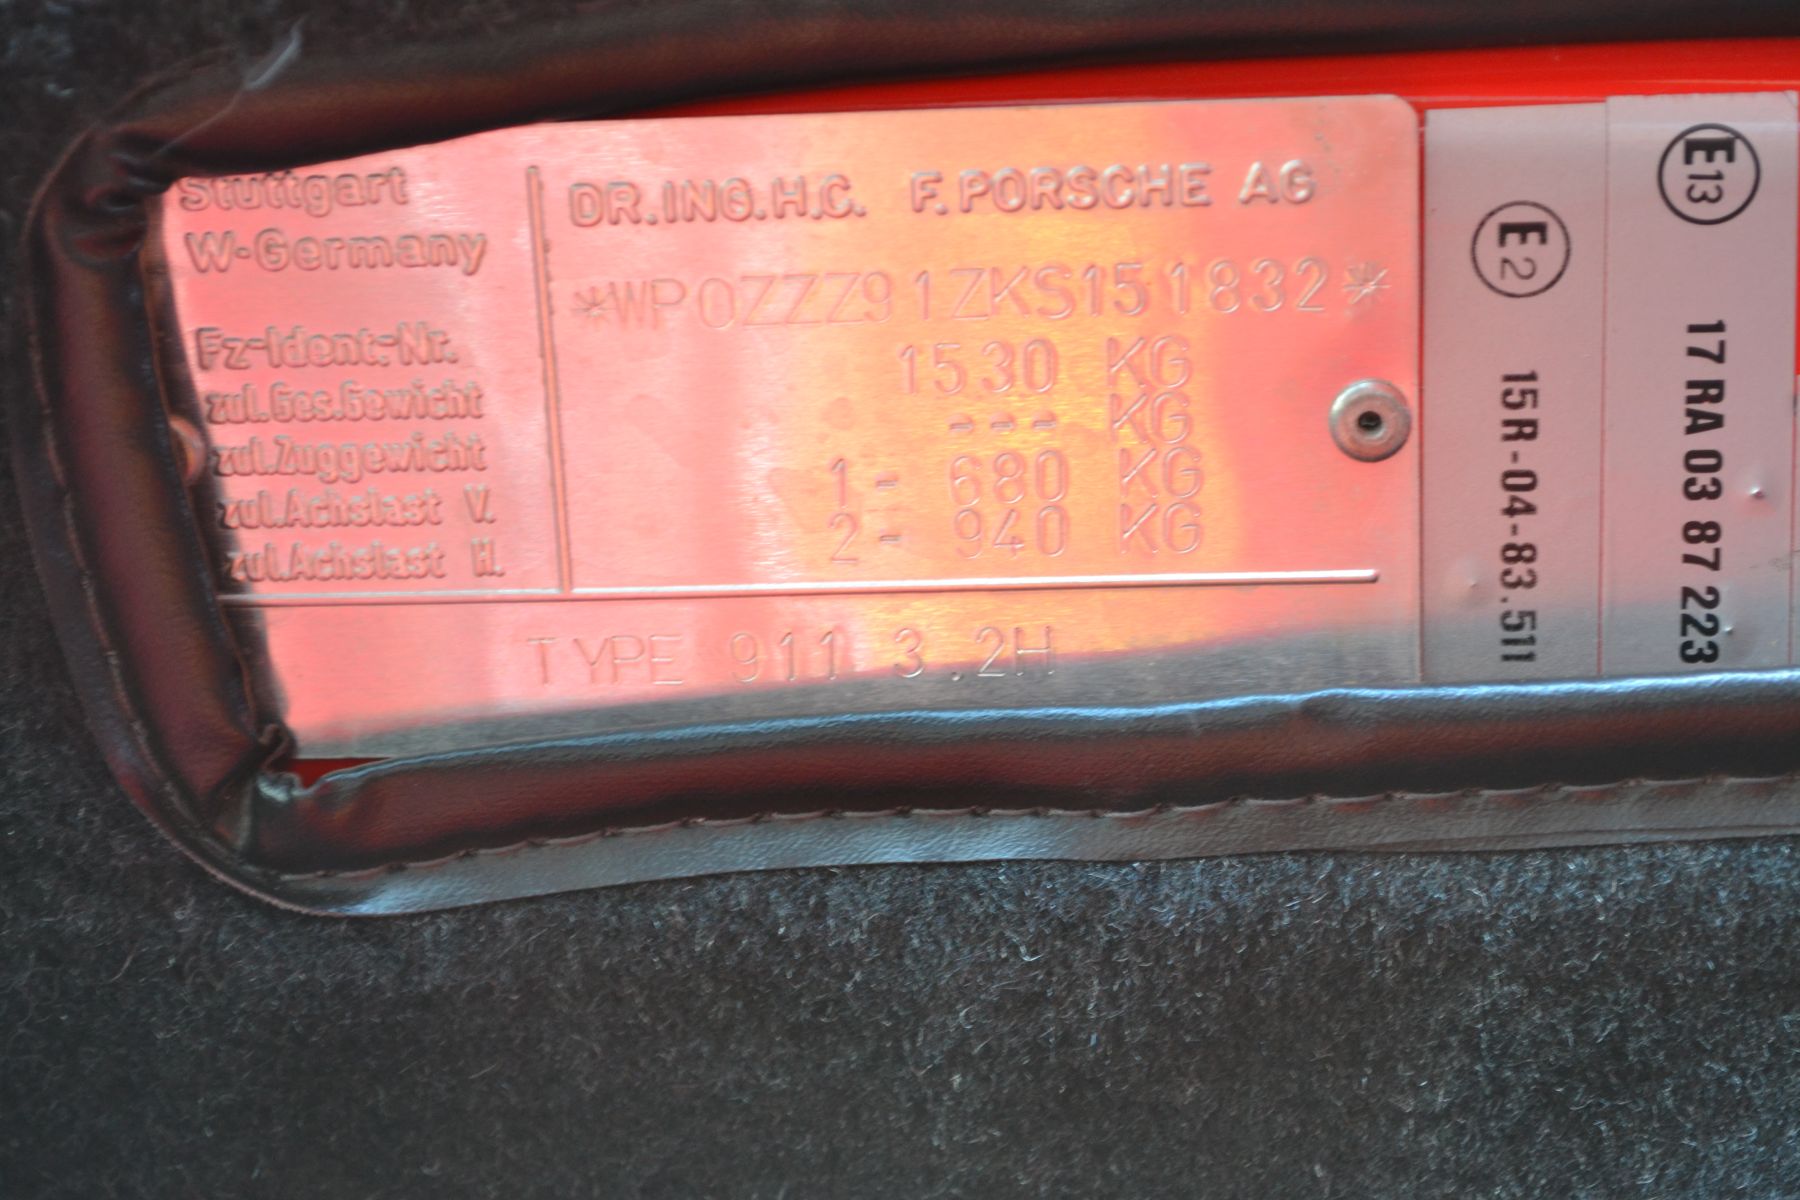 Stuttgart
W-Germany
DR.ING.H.C. F.PORSCHE AG
*WP0ZZZ91ZKS151832*
Fz-Ident.-Nr.
1530 KG
zul.Ges.Gewicht
--- KG
zul.Zuggewicht
1- 680 KG
zul.Achslast V.
2- 940 KG
zul.Achslast H.
TYPE 911 3.2H
E2
15R-04-83.511
E13
17 RA 03 87 223